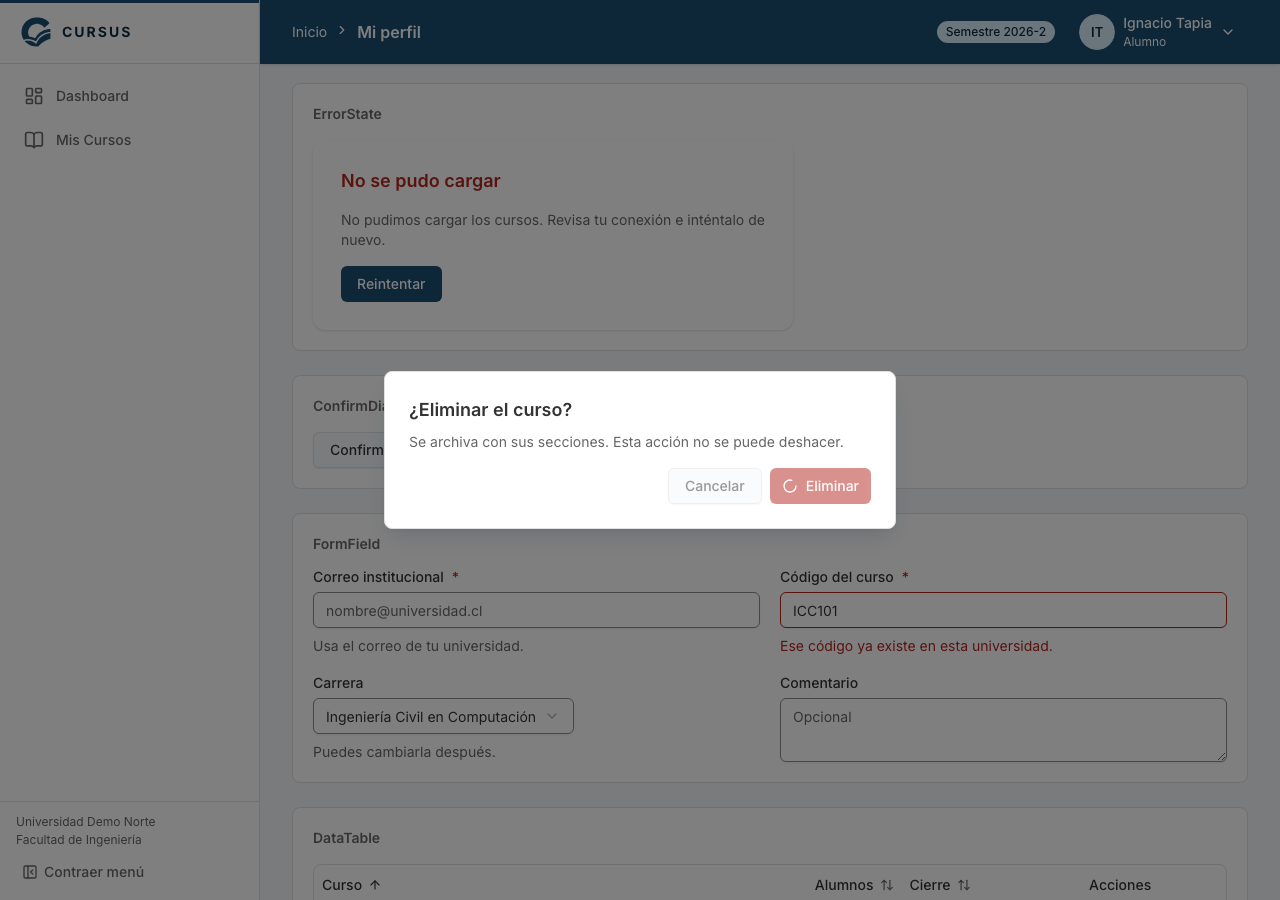 CURSUS
Inicio
Mi perfil
Semestre 2026-2
IT
Ignacio Tapia
Alumno
Dashboard
Mis Cursos
ErrorState
No se pudo cargar
No pudimos cargar los cursos. Revisa tu conexión e inténtalo de
nuevo.
Reintentar
¿Eliminar el curso?
Se archiva con sus secciones. Esta acción no se puede deshacer.
Cancelar
Eliminar
FormField
Correo institucional *
nombre@universidad.cl
Usa el correo de tu universidad.
Código del curso *
ICC101
Ese código ya existe en esta universidad.
Carrera
Ingeniería Civil en Computación
Puedes cambiarla después.
Comentario
Opcional
DataTable
Curso
Alumnos
Cierre
Acciones
Universidad Demo Norte
Facultad de Ingeniería
Contraer menú